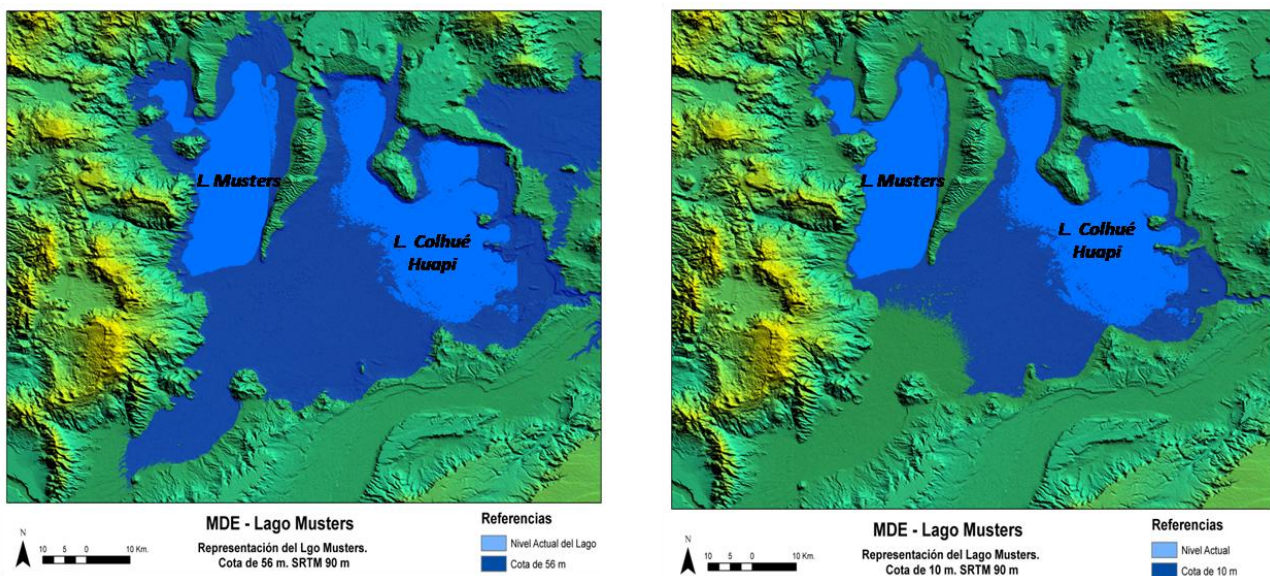 L. Musters
L. Colhué
Huapi
N
10 5 0 10 Km.
MDE - Lago Musters
Representación del Lgo Musters.
Cota de 56 m. SRTM 90 m
Referencias
Nivel Actual del Lago
Cota de 56 m
L. Musters
L. Colhué
Huapi
N
10 5 0 10 Km.
MDE - Lago Musters
Representación del Lago Musters.
Cota de 10 m. SRTM 90 m
Referencias
Nivel Actual
Cota de 10 m